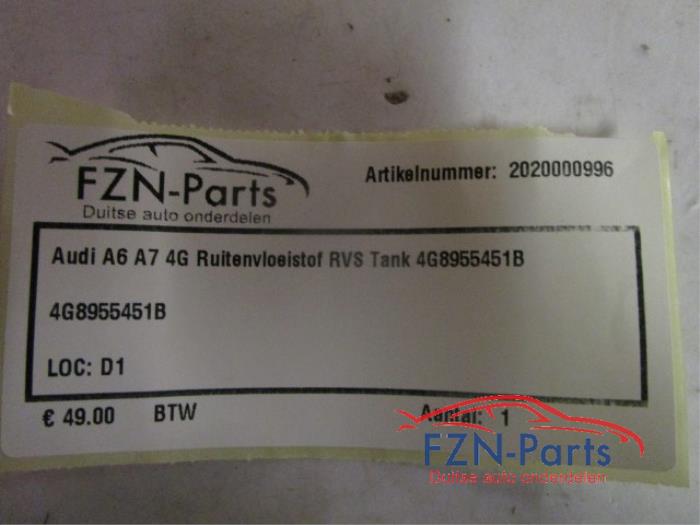 FZN-Parts
Duitse auto onderdelen
Artikelnummer: 2020000996
Audi A6 A7 4G Ruitenvloeistof RVS Tank 4G8955451B
4G8955451B
LOC: D1
€ 49.00 BTW Aantal: 1
FZN-Parts
Duitse auto onderdelen